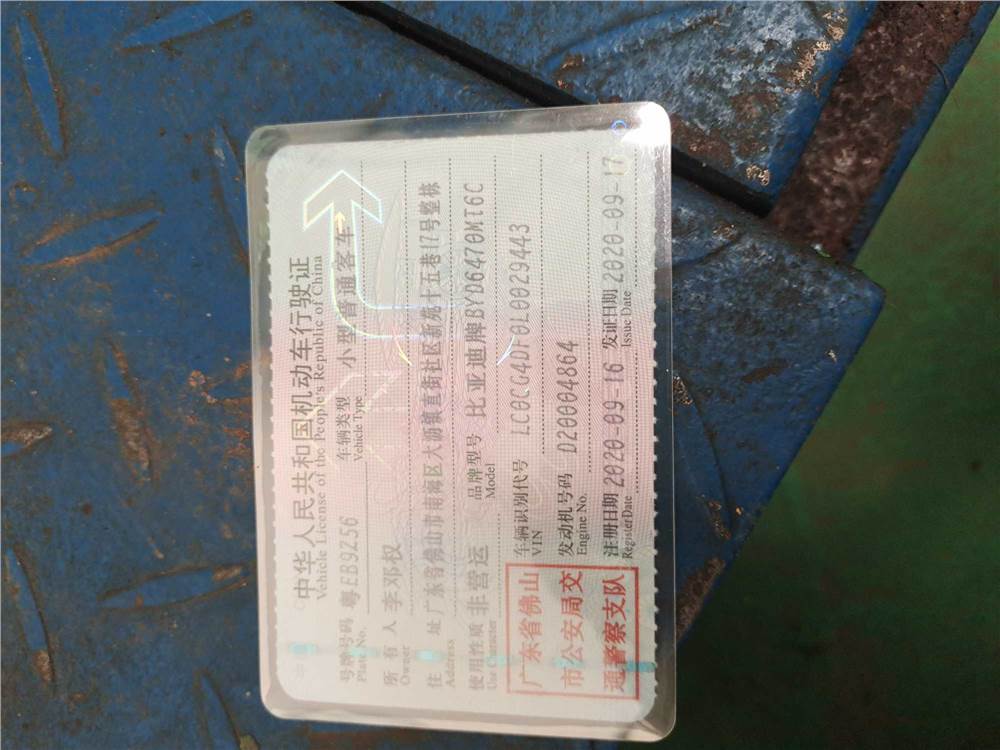 中华人民共和国机动车行驶证
Vehicle License of the People's Republic of China
号牌号码 粤EB9Z56 车辆类型 小型普通客车
Plate No. Vehicle Type
所有人 李邓权
Owner
住址 广东省佛山市南海区大沥镇直街社区新苑十五巷17号整栋
Address
使用性质 非营运 品牌型号 比亚迪牌BYD6470MT6C
Use Character Model
广东省佛山
市公安局交
通警察支队
车辆识别代号 LC0CG4DF0L0029443
VIN
发动机号码 D20004864
Engine No.
注册日期 2020-09-16 发证日期 2020-09-17
Register Date Issue Date